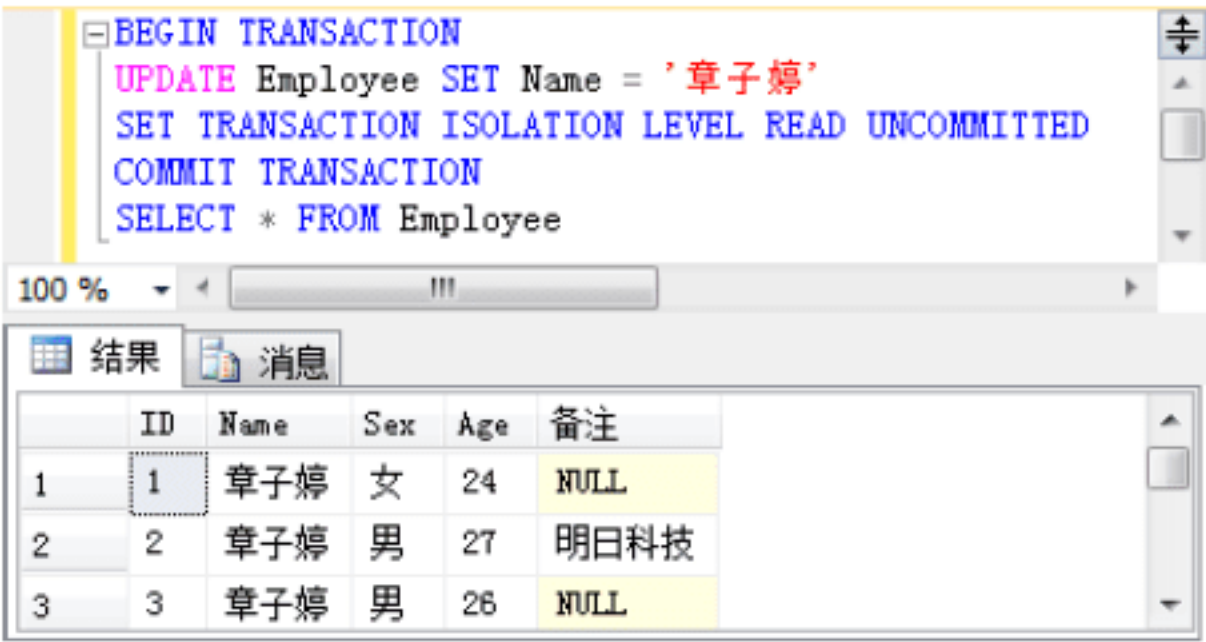 BEGIN TRANSACTION
UPDATE Employee SET Name = '章子婷'
SET TRANSACTION ISOLATION LEVEL READ UNCOMMITTED
COMMIT TRANSACTION
SELECT * FROM Employee
100 %
结果 消息
ID Name Sex Age 备注
1 1 章子婷 女 24 NULL
2 2 章子婷 男 27 明日科技
3 3 章子婷 男 26 NULL